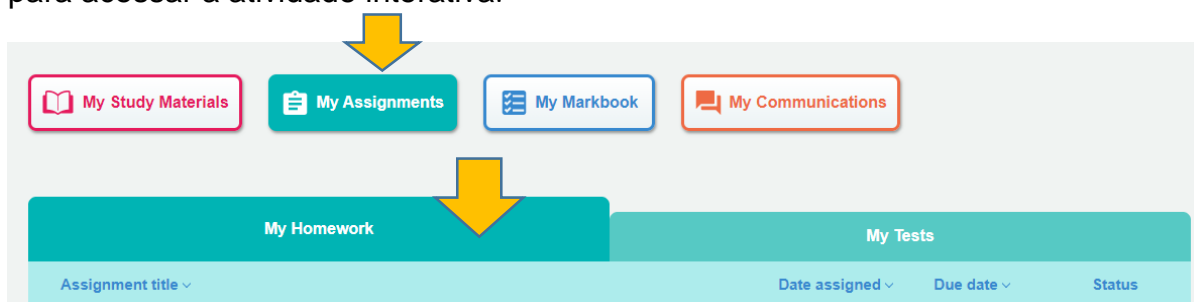 para acessar a atividade interativa.
My Study Materials My Assignments My Markbook My Communications
My Homework My Tests
Assignment title Date assigned Due date Status